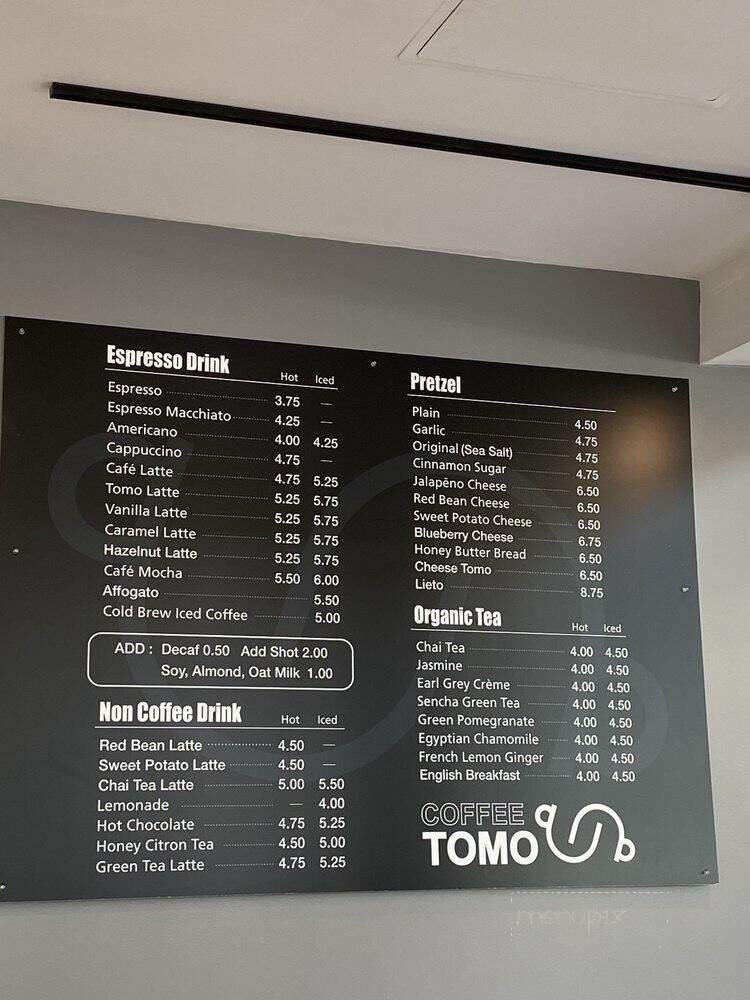 Espresso Drink Hot Iced
Espresso 3.75 —
Espresso Macchiato 4.25 —
Americano 4.00 4.25
Cappuccino 4.75 —
Café Latte 4.75 5.25
Tomo Latte 5.25 5.75
Vanilla Latte 5.25 5.75
Caramel Latte 5.25 5.75
Hazelnut Latte 5.25 5.75
Café Mocha 5.50 6.00
Affogato 5.50
Cold Brew Iced Coffee 5.00
ADD : Decaf 0.50 Add Shot 2.00
Soy, Almond, Oat Milk 1.00
Non Coffee Drink Hot Iced
Red Bean Latte 4.50 —
Sweet Potato Latte 4.50 —
Chai Tea Latte 5.00 5.50
Lemonade — 4.00
Hot Chocolate 4.75 5.25
Honey Citron Tea 4.50 5.00
Green Tea Latte 4.75 5.25
Pretzel
Plain 4.50
Garlic 4.75
Original (Sea Salt) 4.75
Cinnamon Sugar 4.75
Jalapêno Cheese 6.50
Red Bean Cheese 6.50
Sweet Potato Cheese 6.50
Blueberry Cheese 6.75
Honey Butter Bread 6.50
Cheese Tomo 6.50
Lieto 8.75
Organic Tea Hot Iced
Chai Tea 4.00 4.50
Jasmine 4.00 4.50
Earl Grey Crème 4.00 4.50
Sencha Green Tea 4.00 4.50
Green Pomegranate 4.00 4.50
Egyptian Chamomile 4.00 4.50
French Lemon Ginger 4.00 4.50
English Breakfast 4.00 4.50
COFFEE
TOMO
menupix